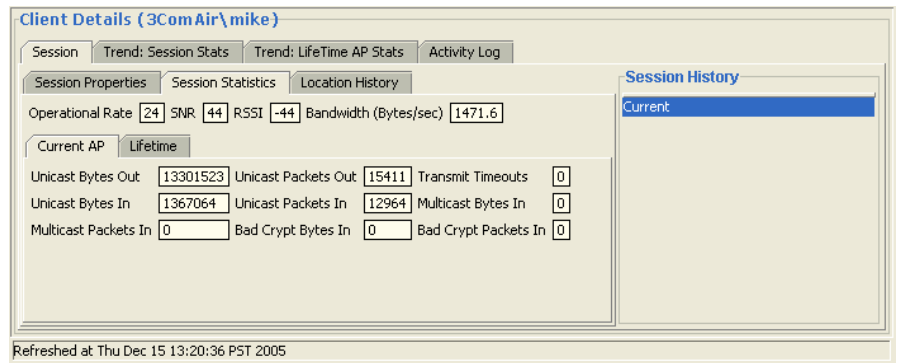 Client Details (3ComAir\mike)
Session Trend: Session Stats Trend: LifeTime AP Stats Activity Log
Session Properties Session Statistics Location History
Operational Rate 24 SNR 44 RSSI -44 Bandwidth (Bytes/sec) 1471.6
Current AP Lifetime
Unicast Bytes Out 13301523 Unicast Packets Out 15411 Transmit Timeouts 0
Unicast Bytes In 1367064 Unicast Packets In 12964 Multicast Bytes In 0
Multicast Packets In 0 Bad Crypt Bytes In 0 Bad Crypt Packets In 0
Session History
Current
Refreshed at Thu Dec 15 13:20:36 PST 2005